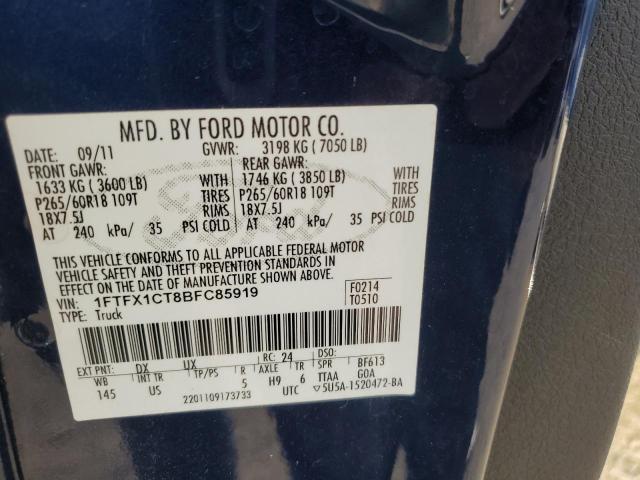 MFD. BY FORD MOTOR CO.
DATE: 09/11 GVWR: 3198 KG ( 7050 LB)
FRONT GAWR: REAR GAWR:
1633 KG ( 3600 LB) WITH 1746 KG ( 3850 LB) WITH
P265/60R18 109T TIRES P265/60R18 109T TIRES
18X7.5J RIMS 18X7.5J RIMS
AT 240 kPa/ 35 PSI COLD AT 240 kPa/ 35 PSI COLD
THIS VEHICLE CONFORMS TO ALL APPLICABLE FEDERAL MOTOR
VEHICLE SAFETY AND THEFT PREVENTION STANDARDS IN
EFFECT ON THE DATE OF MANUFACTURE SHOWN ABOVE.
VIN: 1FTFX1CT8BFC85919 F0214
TYPE: Truck T0510
EXT PNT: DX UX RC: 24 DSO:
WB INT TR TP/PS R AXLE TR SPR BF613
145 US 5 H9 6 TTAA G0A
2201109173733 UTC ▽5U5A-1520472-BA